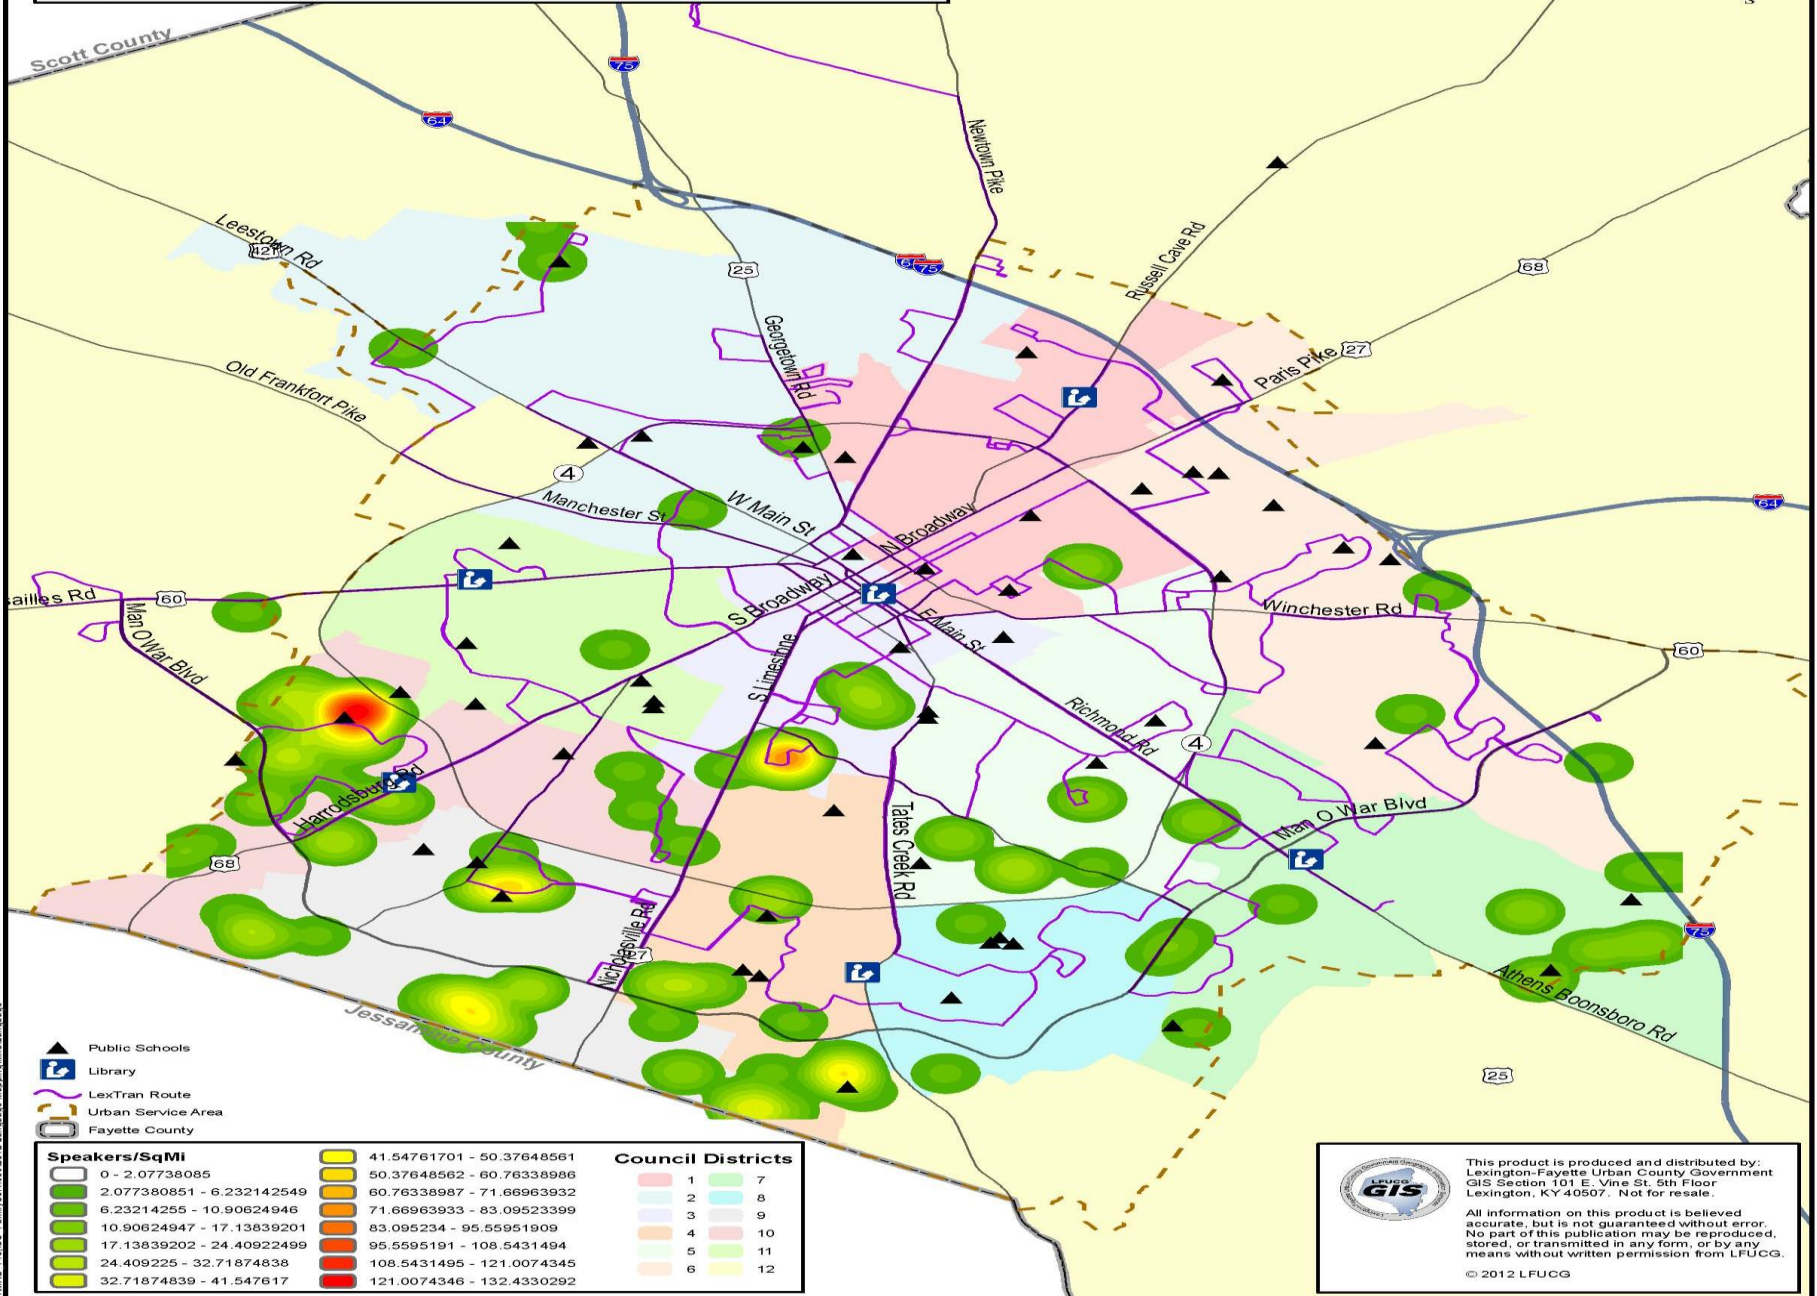 S
Scott County
75
64
Newtown Pike
Russell Cave Rd
68
Leestown Rd
421
25
75
Georgetown Rd
27
Paris Pike
Old Frankfort Pike
4
Manchester St
W Main St
N Broadway
64
ailles Rd
60
Man O War Blvd
S Broadway
E Main St
Winchester Rd
60
S Limestone
Richmond Rd
4
Harrodsburg Rd
68
Tates Creek Rd
Man O War Blvd
Nicholasville Rd
75
Athens Boonsboro Rd
25
Jessamine County
Public Schools
Library
LexTran Route
Urban Service Area
Fayette County
Speakers/SqMi
0 - 2.07738085
2.077380851 - 6.232142549
6.23214255 - 10.90624946
10.90624947 - 17.13839201
17.13839202 - 24.40922499
24.409225 - 32.71874838
32.71874839 - 41.547617
41.54761701 - 50.37648561
50.37648562 - 60.76338986
60.76338987 - 71.66963932
71.66963933 - 83.09523399
83.095234 - 95.55951909
95.5595191 - 108.5431494
108.5431495 - 121.0074345
121.0074346 - 132.4330292
Council Districts
1 7
2 8
3 9
4 10
5 11
6 12
LFUCG
GIS
This product is produced and distributed by:
Lexington-Fayette Urban County Government
GIS Section 101 E. Vine St. 5th Floor
Lexington, KY 40507. Not for resale.
All information on this product is believed
accurate, but is not guaranteed without error.
No part of this publication may be reproduced,
stored, or transmitted in any form, or by any
means without written permission from LFUCG.
© 2012 LFUCG